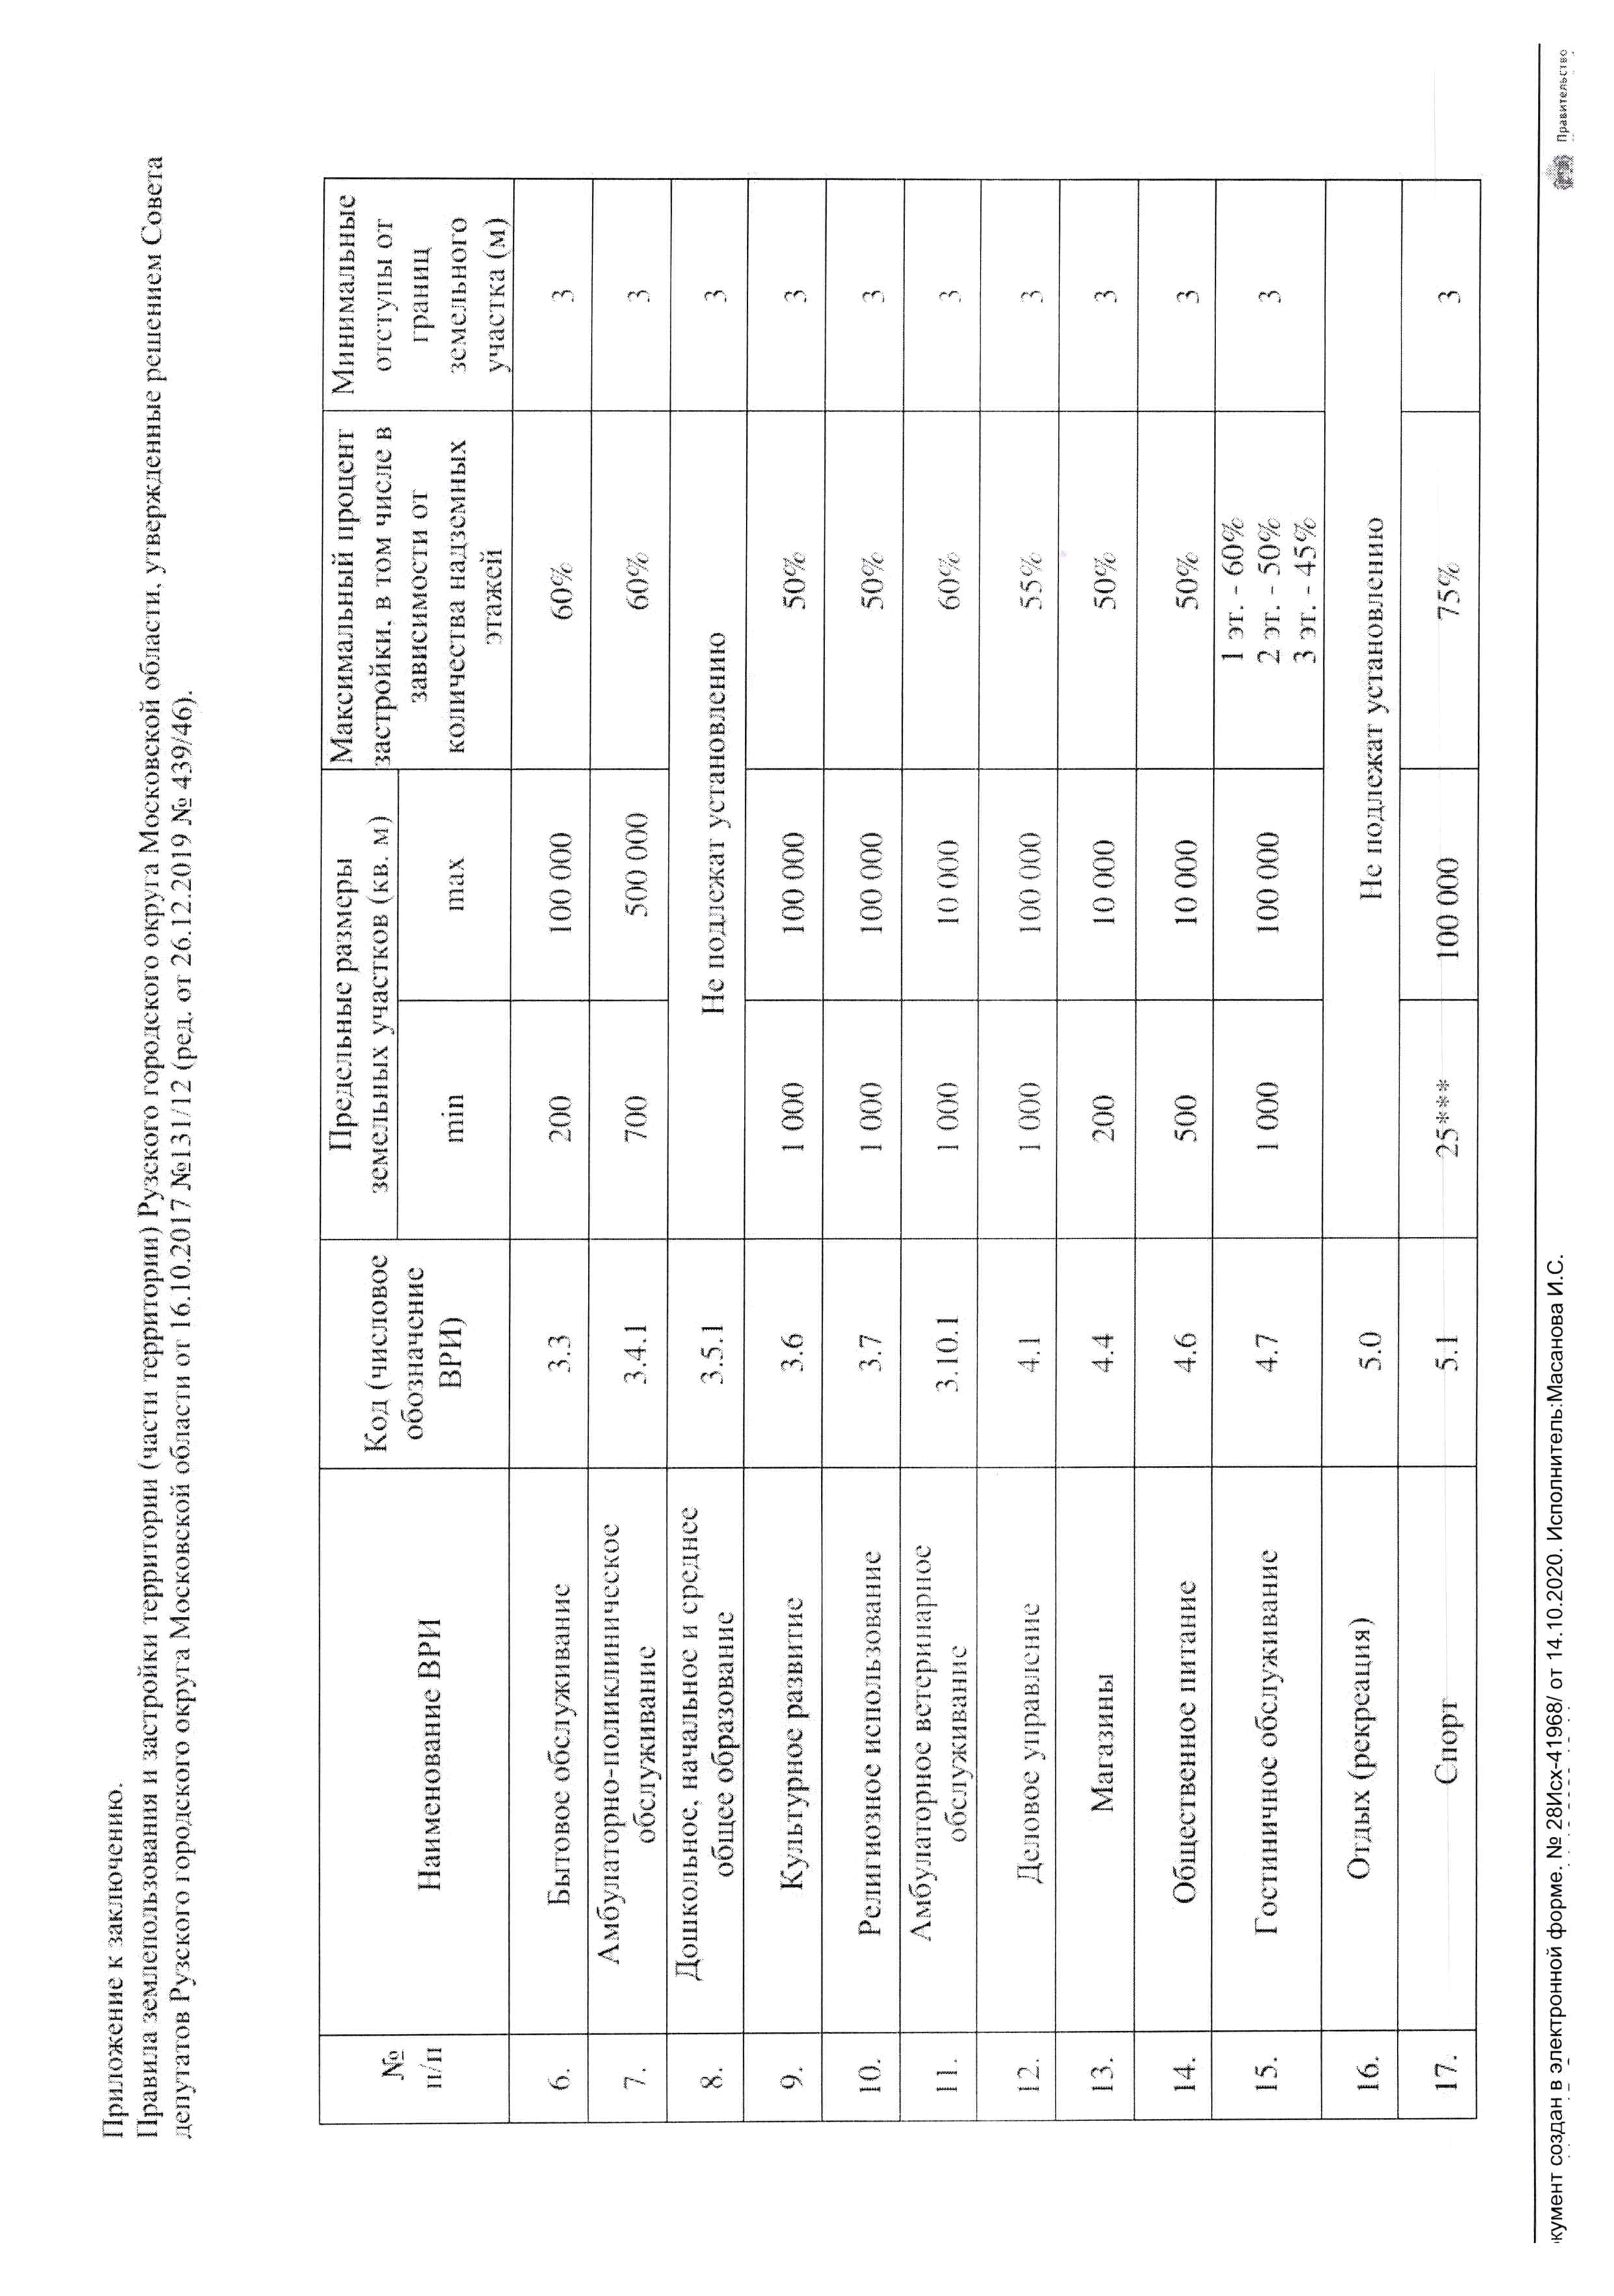 Приложение к заключению.
Правила землепользования и застройки территории (части территории) Рузского городского округа Московской области, утвержденные решением Совета
депутатов Рузского городского округа Московской области от 16.10.2017 №131/12 (ред. от 26.12.2019 № 439/46).
№ п/п
Наименование ВРИ
Код (числовое
обозначение
ВРИ)
Предельные размеры
земельных участков (кв. м)
min
max
Максимальный процент
застройки, в том числе в
зависимости от
количества надземных
этажей
Минимальные
отступы от
границ
земельного
участка (м)
6. Бытовое обслуживание 3.3 200 100 000 60% 3
7. Амбулаторно-поликлиническое
обслуживание 3.4.1 700 500 000 60% 3
8. Дошкольное, начальное и среднее
общее образование 3.5.1 Не подлежат установлению 3
9. Культурное развитие 3.6 1 000 100 000 50% 3
10. Религиозное использование 3.7 1 000 100 000 50% 3
11. Амбулаторное ветеринарное
обслуживание 3.10.1 1 000 10 000 60% 3
12. Деловое управление 4.1 1 000 100 000 55% 3
13. Магазины 4.4 200 10 000 50% 3
14. Общественное питание 4.6 500 10 000 50% 3
15. Гостиничное обслуживание 4.7 1 000 100 000 1 эт. - 60% 3
2 эт. - 50%
3 эт. - 45%
16. Отдых (рекреация) 5.0 Не подлежат установлению
17. Спорт 5.1 25*** 100 000 75% 3
кумент создан в электронной форме. № 28Исх-41968/ от 14.10.2020. Исполнитель:Масанова И.С.
Правительство